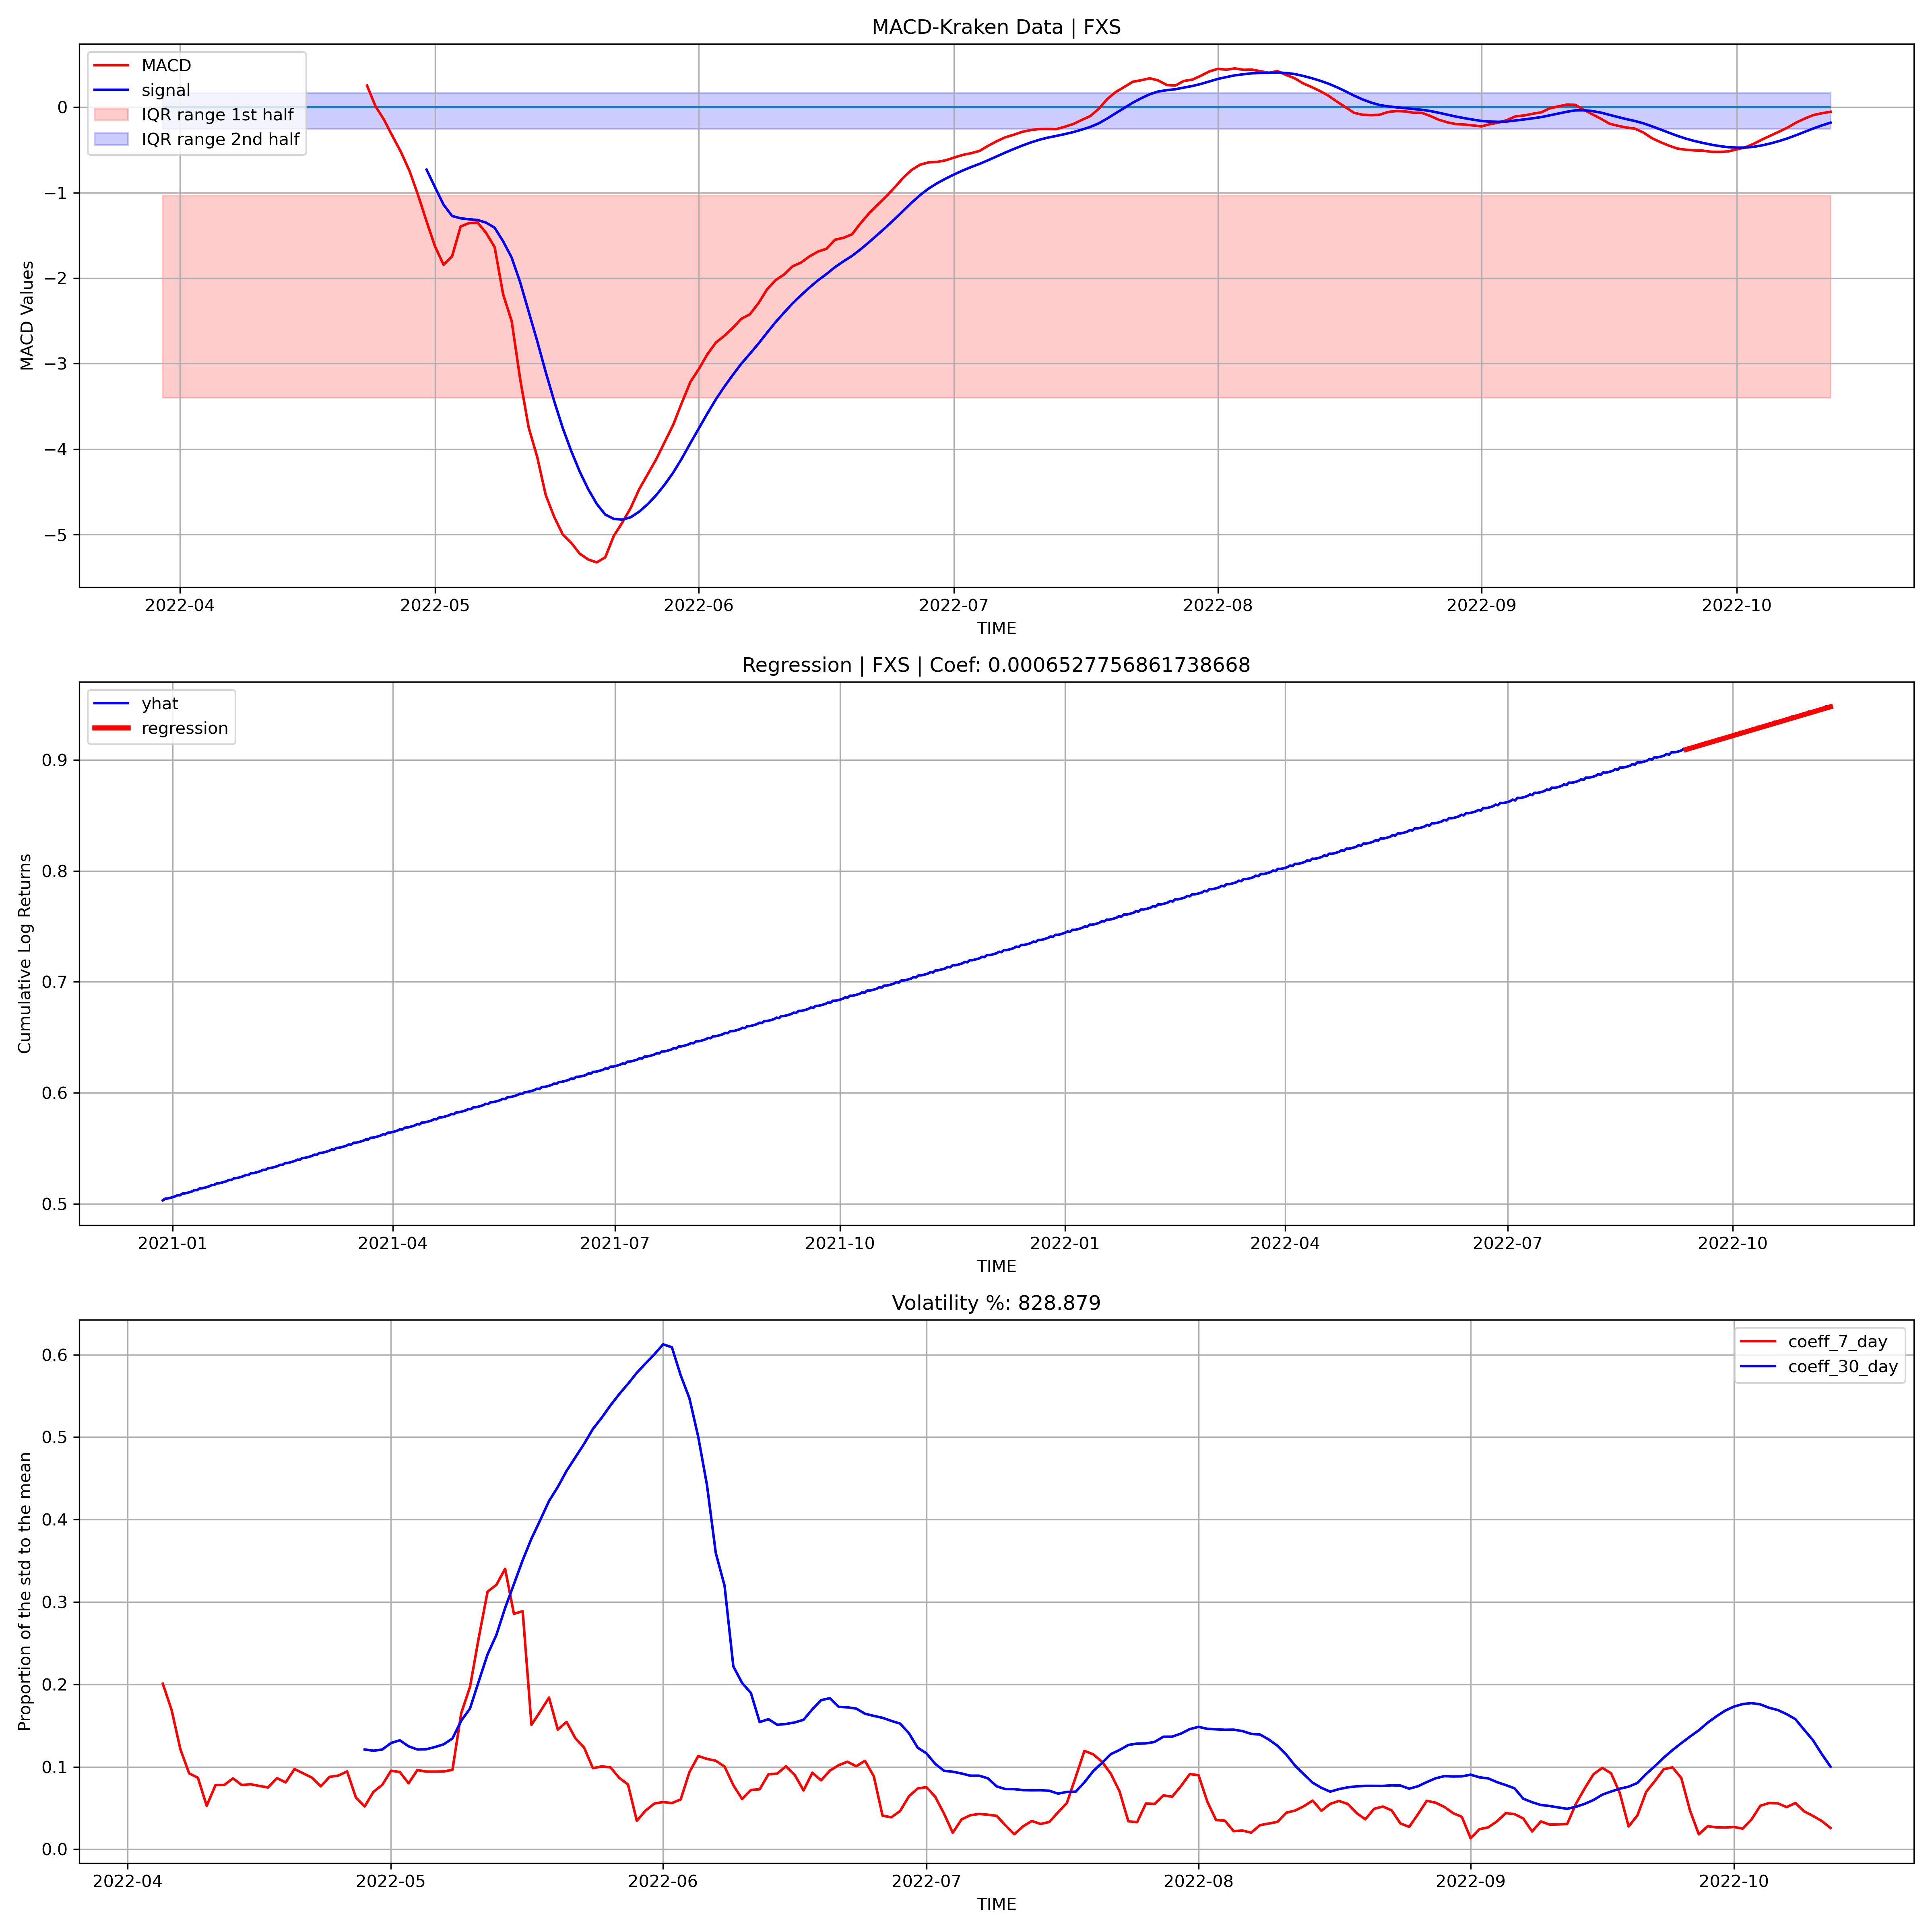 MACD-Kraken Data | FXS
MACD
signal
IQR range 1st half
IQR range 2nd half
0
−1
−2
−3
−4
−5
MACD Values
2022-04 2022-05 2022-06 2022-07 2022-08 2022-09 2022-10
TIME
Regression | FXS | Coef: 0.0006527756861738668
yhat
regression
0.9
0.8
0.7
0.6
0.5
Cumulative Log Returns
2021-01 2021-04 2021-07 2021-10 2022-01 2022-04 2022-07 2022-10
TIME
Volatility %: 828.879
coeff_7_day
coeff_30_day
0.6
0.5
0.4
0.3
0.2
0.1
0.0
Proportion of the std to the mean
2022-04 2022-05 2022-06 2022-07 2022-08 2022-09 2022-10
TIME